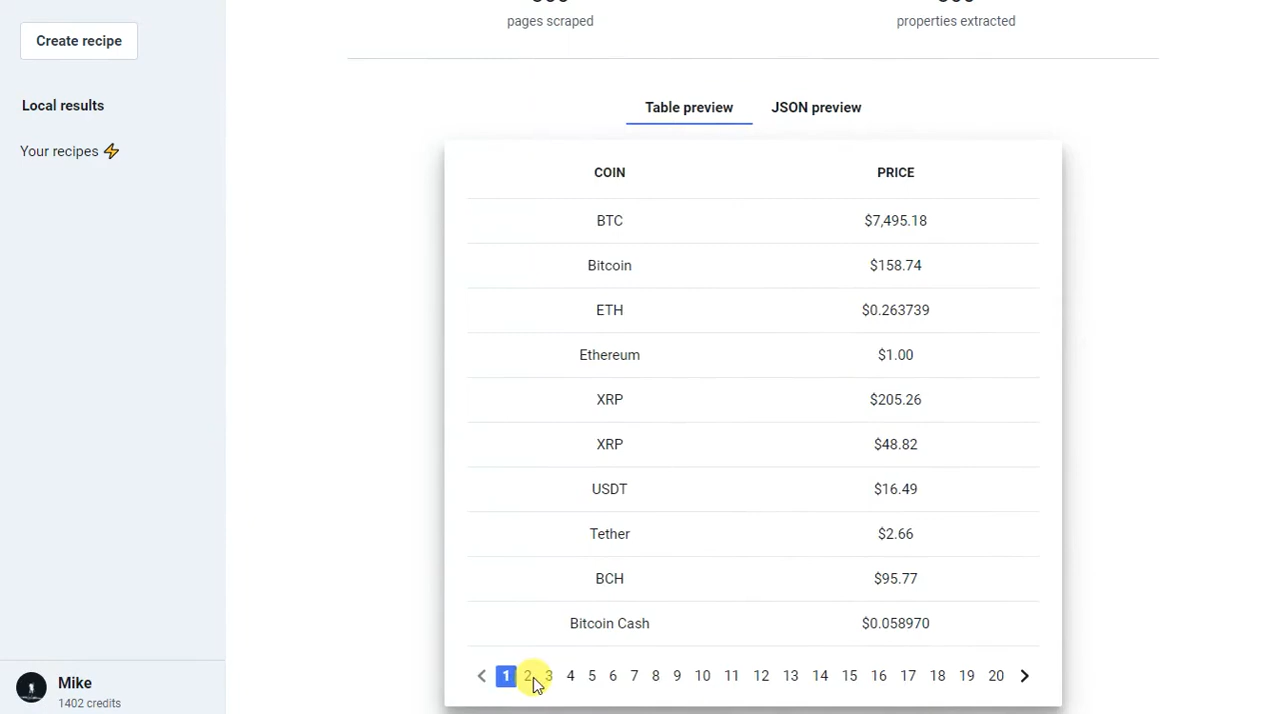 pages scraped
properties extracted
Create recipe
Local results
Your recipes
Table preview JSON preview
COIN PRICE
BTC $7,495.18
Bitcoin $158.74
ETH $0.263739
Ethereum $1.00
XRP $205.26
XRP $48.82
USDT $16.49
Tether $2.66
BCH $95.77
Bitcoin Cash $0.058970
1 2 3 4 5 6 7 8 9 10 11 12 13 14 15 16 17 18 19 20
Mike
1402 credits